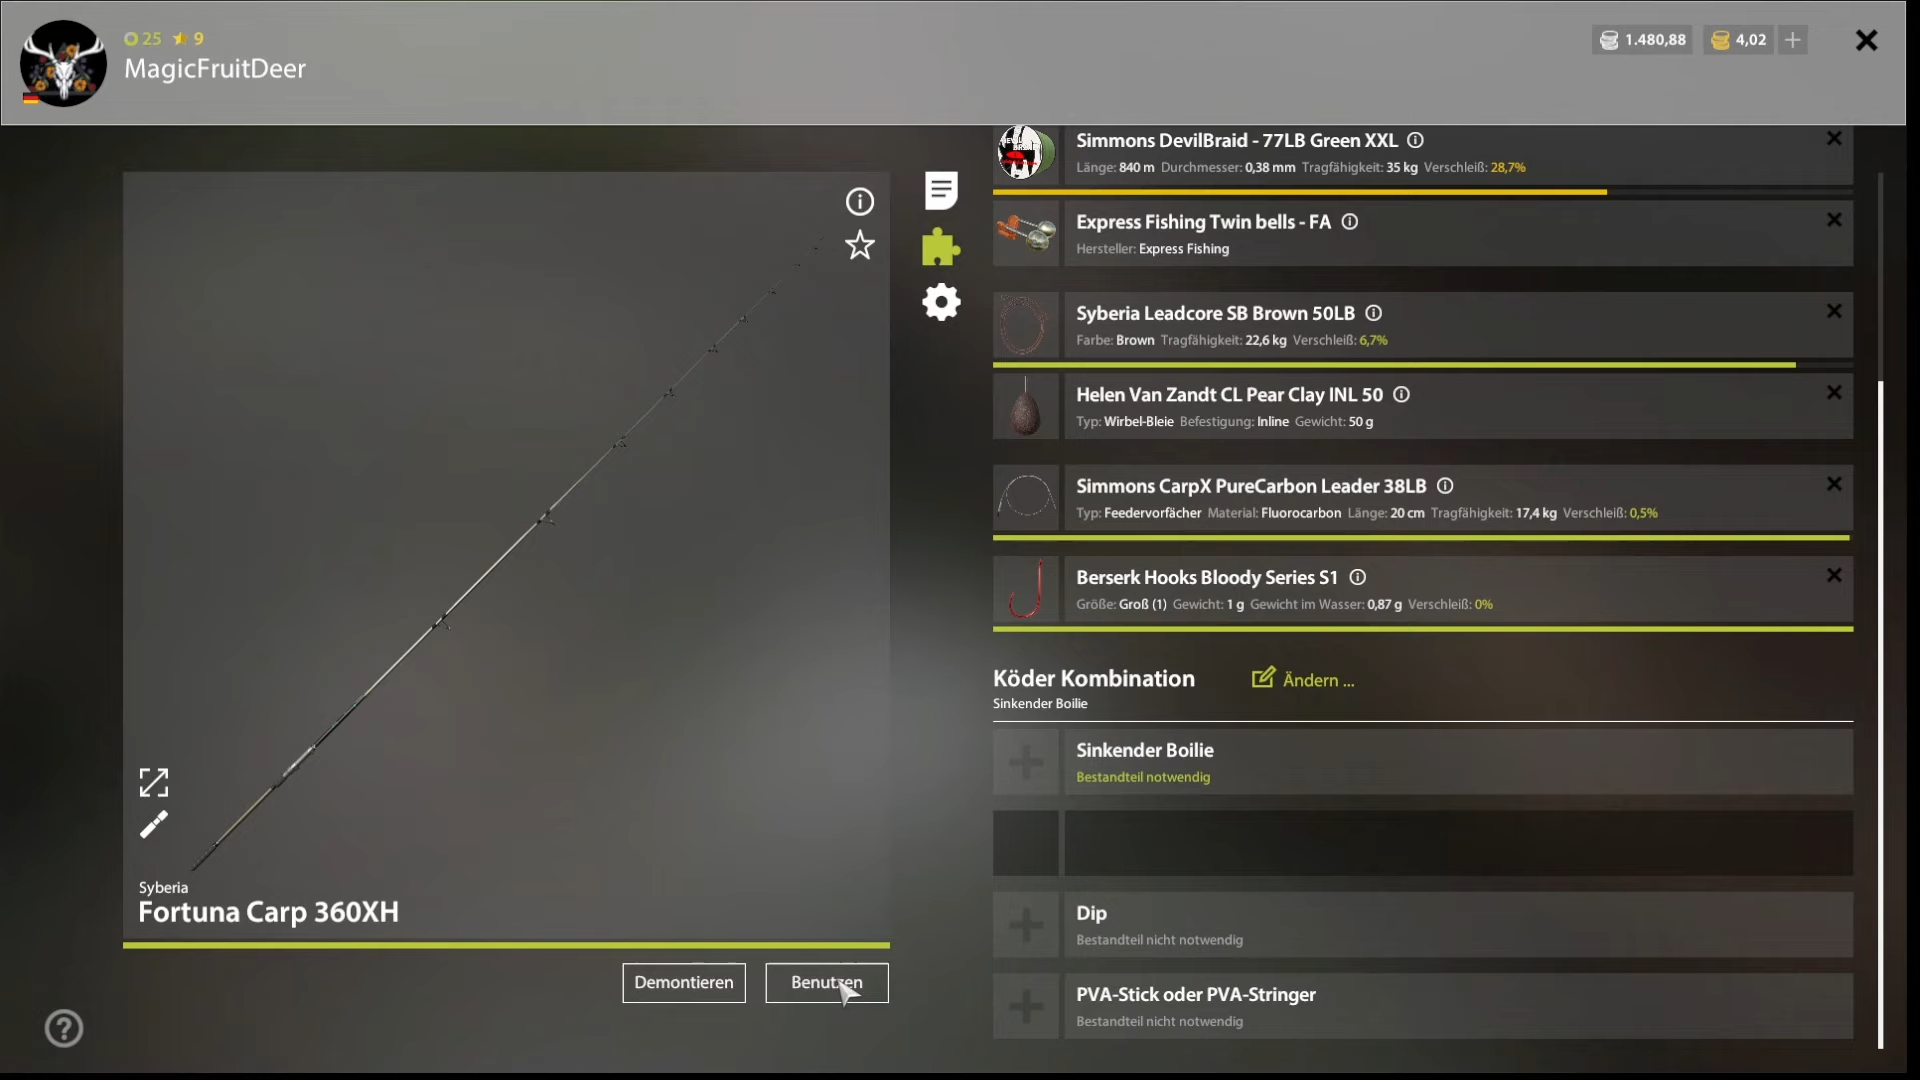 25 9
MagicFruitDeer
1.480,88 4,02
Simmons DevilBraid - 77LB Green XXL
Länge: 840 m Durchmesser: 0,38 mm Tragfähigkeit: 35 kg Verschleiß: 28,7%
Express Fishing Twin bells - FA
Hersteller: Express Fishing
Syberia Leadcore SB Brown 50LB
Farbe: Brown Tragfähigkeit: 22,6 kg Verschleiß: 6,7%
Helen Van Zandt CL Pear Clay INL 50
Typ: Wirbel-Bleie Befestigung: Inline Gewicht: 50 g
Simmons CarpX PureCarbon Leader 38LB
Typ: Feedervorfächer Material: Fluorocarbon Länge: 20 cm Tragfähigkeit: 17,4 kg Verschleiß: 0,5%
Berserk Hooks Bloody Series S1
Größe: Groß (1) Gewicht: 1 g Gewicht im Wasser: 0,87 g Verschleiß: 0%
Köder Kombination Ändern ...
Sinkender Boilie
Sinkender Boilie
Bestandteil notwendig
Dip
Bestandteil nicht notwendig
PVA-Stick oder PVA-Stringer
Bestandteil nicht notwendig
Syberia
Fortuna Carp 360XH
Demontieren Benutzen